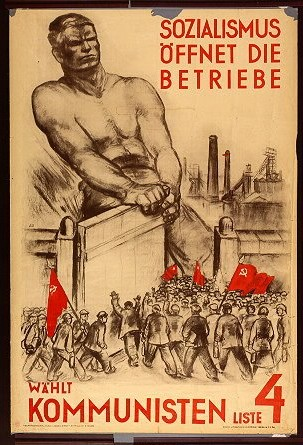 SOZIALISMUS
ÖFFNET DIE
BETRIEBE
WÄHLT
KOMMUNISTEN LISTE 4